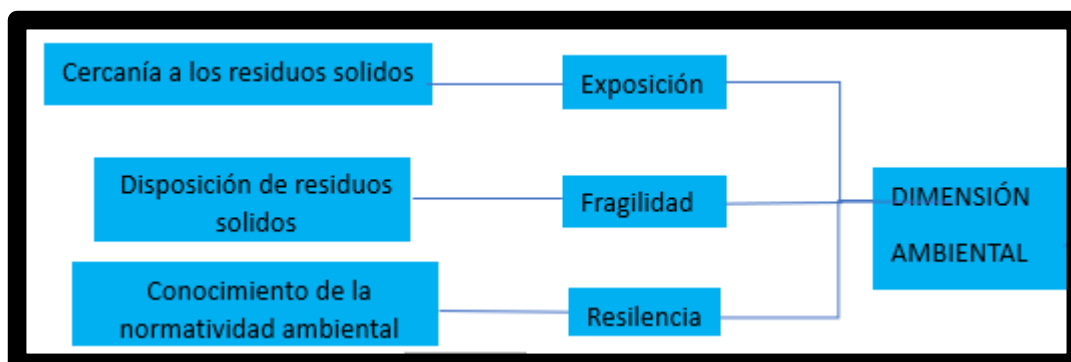 Cercanía a los residuos solidos
Exposición
Disposición de residuos
solidos
Fragilidad
DIMENSIÓN
AMBIENTAL
Conocimiento de la
normatividad ambiental
Resilencia